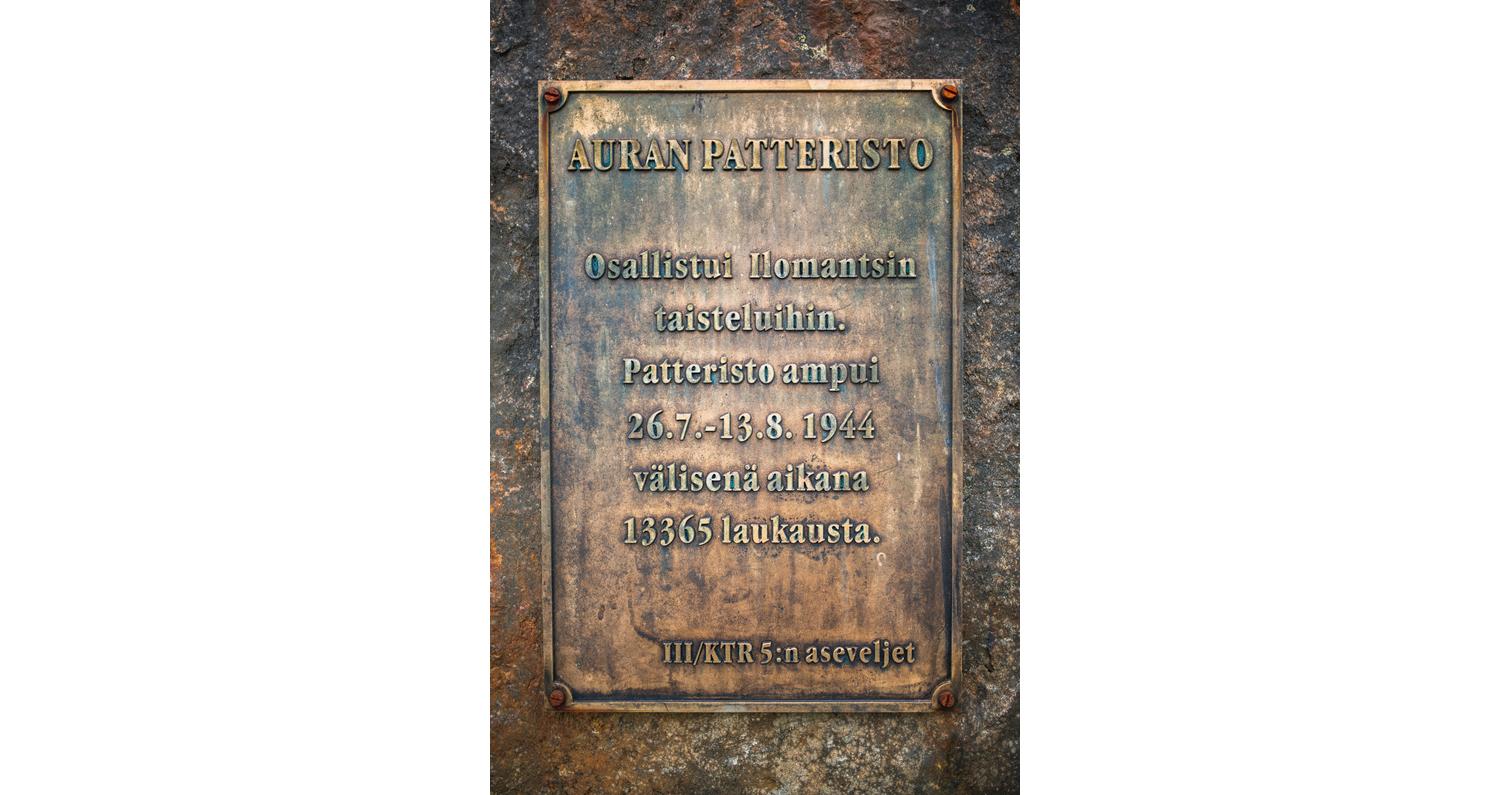 AURAN PATTERISTO
Osallistui Ilomantsin
taisteluihin.
Patteristo ampui
26.7.-13.8. 1944
välisenä aikana
13365 laukausta.
III/KTR 5:n aseveljet